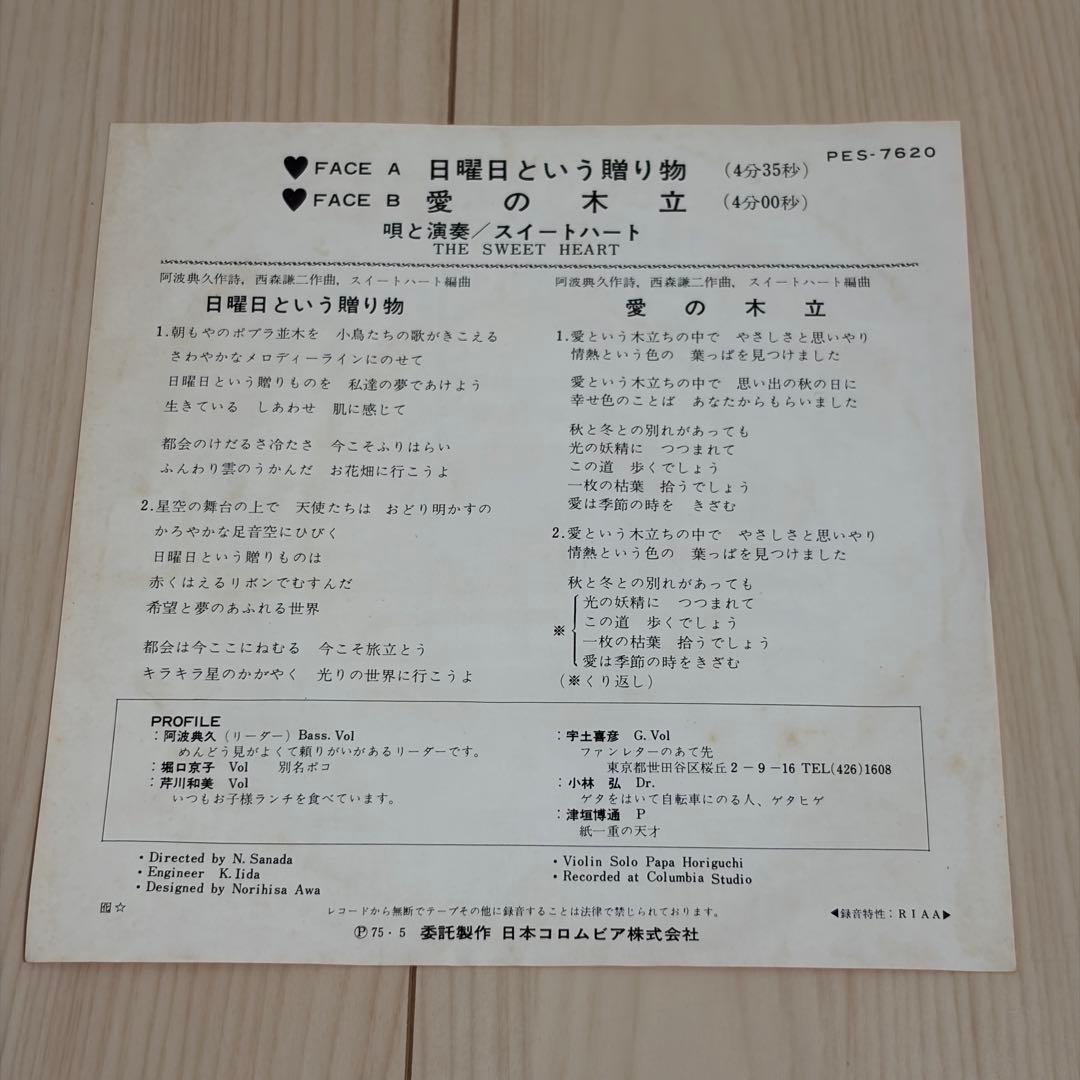 ♥ FACE A 日曜日という贈り物 (4分35秒) PES-7620
♥ FACE B 愛の木立 (4分00秒)
唄と演奏/スイートハート
THE SWEET HEART
阿波典久作詩, 西森謙二作曲, スイートハート編曲
日曜日という贈り物
1.朝もやのポプラ並木を 小鳥たちの歌がきこえる
さわやかなメロディーラインにのせて
日曜日という贈りものを 私達の夢であけよう
生きている しあわせ 肌に感じて
都会のけだるさ冷たさ 今こそふりはらい
ふんわり雲のうかんだ お花畑に行こうよ
2.星空の舞台の上で 天使たちは おどり明かすの
かろやかな足音空にひびく
日曜日という贈りものは
赤くはえるリボンでむすんだ
希望と夢のあふれる世界
都会は今ここにねむる 今こそ旅立とう
キラキラ星のかがやく 光りの世界に行こうよ
阿波典久作詩, 西森謙二作曲, スイートハート編曲
愛の木立
1.愛という木立ちの中で やさしさと思いやり
情熱という色の 葉っぱを見つけました
愛という木立ちの中で 思い出の秋の日に
幸せ色のことば あなたからもらいました
秋と冬との別れがあっても
光の妖精に つつまれて
この道 歩くでしょう
一枚の枯葉 拾うでしょう
愛は季節の時を きざむ
2.愛という木立ちの中で やさしさと思いやり
情熱という色の 葉っぱを見つけました
秋と冬との別れがあっても
※ 光の妖精に つつまれて
この道 歩くでしょう
一枚の枯葉 拾うでしょう
愛は季節の時をきざむ
(※くり返し)
PROFILE
:阿波典久(リーダー) Bass. Vol
めんどう見がよくて頼りがいがあるリーダーです。
:堀口京子 Vol 別名ポコ
:芹川和美 Vol
いつもお子様ランチを食べています。
:宇土喜彦 G. Vol
ファンレターのあて先
東京都世田谷区桜丘2-9-16 TEL(426)1608
:小林 弘 Dr.
ゲタをはいて自転車にのる人、ゲタヒゲ
:津垣博通 P
紙一重の天才
・Directed by N. Sanada
・Engineer K. Iida
・Designed by Norihisa Awa
・Violin Solo Papa Horiguchi
・Recorded at Columbia Studio
☆
レコードから無断でテープその他に録音することは法律で禁じられております。
◀録音特性:RIAA▶
Ⓟ75・5 委託製作 日本コロムビア株式会社